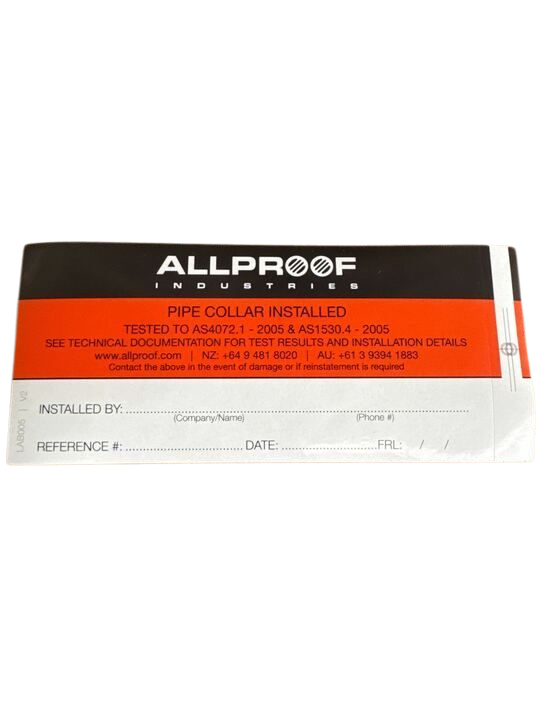 ALLPROOF
INDUSTRIES
PIPE COLLAR INSTALLED
TESTED TO AS4072.1 - 2005 & AS1530.4 - 2005
SEE TECHNICAL DOCUMENTATION FOR TEST RESULTS AND INSTALLATION DETAILS
www.allproof.com | NZ: +64 9 481 8020 | AU: +61 3 9394 1883
Contact the above in the event of damage or if reinstatement is required
INSTALLED BY: ........................................................................................
(Company/Name) (Phone #)
REFERENCE #: .............................. DATE: ........................FRL: / /
LAB005 | V2